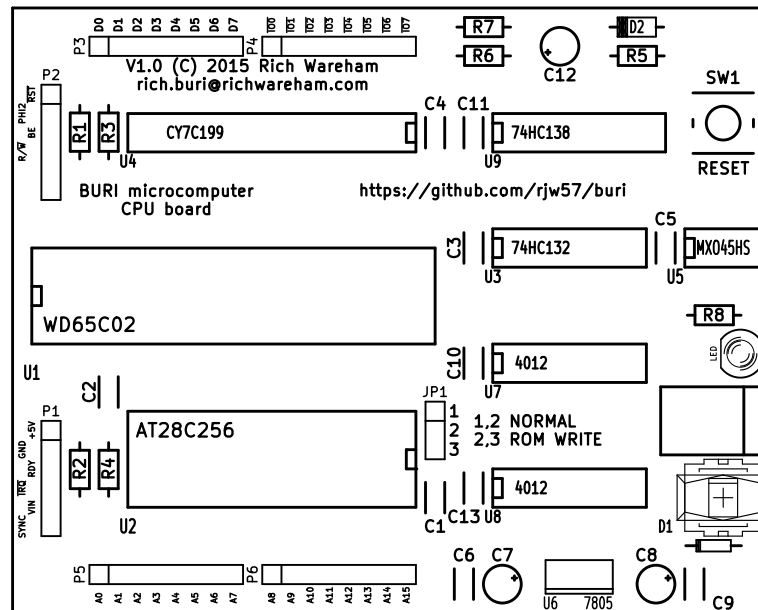 D0 D1 D2 D3 D4 D5 D6 D7
P3
IO0 IO1 IO2 IO3 IO4 IO5 IO6 IO7
P4
V1.0 (C) 2015 Rich Wareham
rich.buri@richwareham.com
R7
R6
C12
D2
R5
SW1
RESET
P2
RST
PHI2
BE
R/W
R1
R3
CY7C199
U4
C4
C11
74HC138
U9
BURI microcomputer
CPU board
https://github.com/rjw57/buri
C3
74HC132
U3
C5
MXO45HS
U5
WD65C02
U1
R8
LED
C10
4012
U7
C2
JP1
1
2
3
1,2 NORMAL
2,3 ROM WRITE
P1
+5V
GND
RDY
IRQ
VIN
SYNC
R2
R4
AT28C256
U2
C1
C13
4012
U8
D1
P5
A0 A1 A2 A3 A4 A5 A6 A7
P6
A8 A9 A10 A11 A12 A13 A14 A15
C6
C7
U6
7805
C8
C9